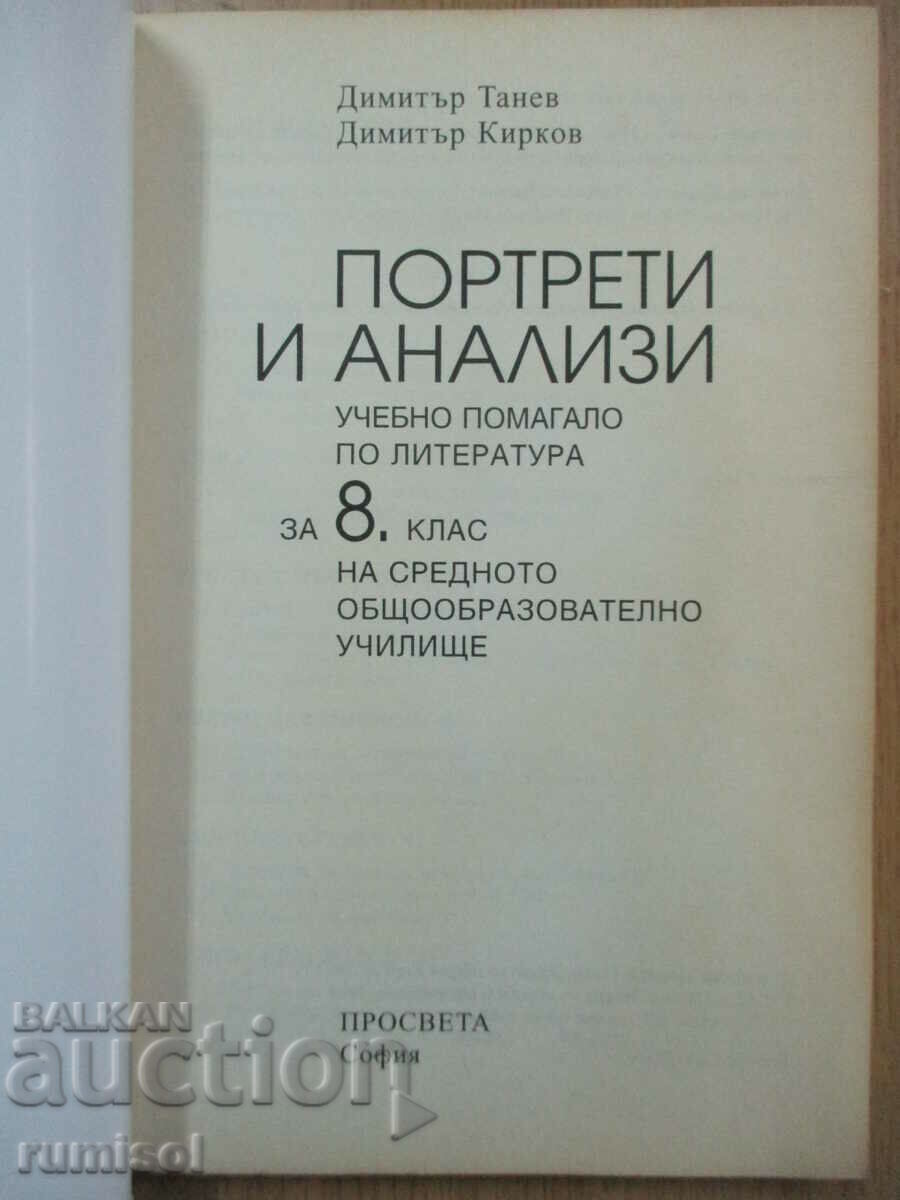 Димитър Танев
Димитър Кирков
ПОРТРЕТИ
И АНАЛИЗИ
УЧЕБНО ПОМАГАЛО
ПО ЛИТЕРАТУРА
ЗА 8. КЛАС
НА СРЕДНОТО
ОБЩООБРАЗОВАТЕЛНО
УЧИЛИЩЕ
ПРОСВЕТА
София
BALKAN
auction
rumisol